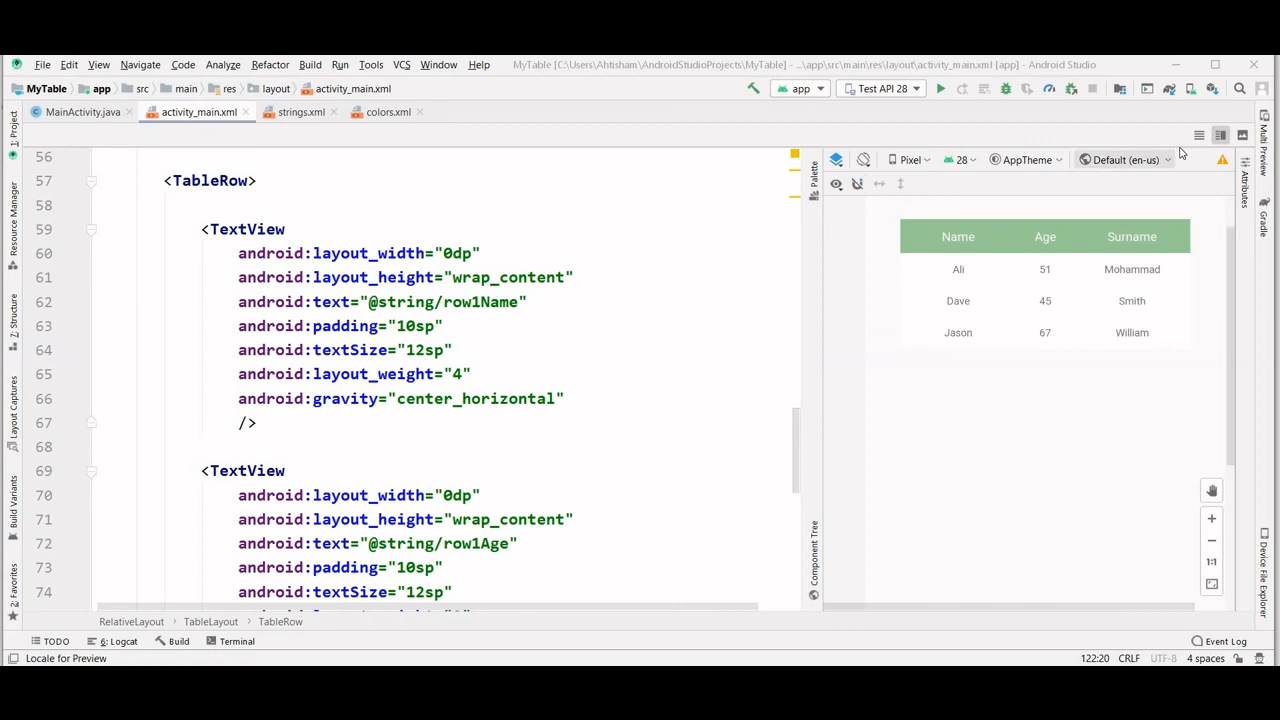 File Edit View Navigate Code Analyze Refactor Build Run Tools VCS Window Help MyTable [C:\Users\Ahtisham\AndroidStudioProjects\MyTable] - ...\app\src\main\res\layout\activity_main.xml [app] - Android Studio
MyTable app src main res layout activity_main.xml app Test API 28
MainActivity.java activity_main.xml strings.xml colors.xml
1: Project
Resource Manager
7: Structure
Layout Captures
Build Variants
2: Favorites
56
57 <TableRow>
58
59 <TextView
60 android:layout_width="0dp"
61 android:layout_height="wrap_content"
62 android:text="@string/row1Name"
63 android:padding="10sp"
64 android:textSize="12sp"
65 android:layout_weight="4"
66 android:gravity="center_horizontal"
67 />
68
69 <TextView
70 android:layout_width="0dp"
71 android:layout_height="wrap_content"
72 android:text="@string/row1Age"
73 android:padding="10sp"
74 android:textSize="12sp"
Palette
Component Tree
Pixel 28 AppTheme Default (en-us)
Name Age Surname
Ali 51 Mohammad
Dave 45 Smith
Jason 67 William
1:1
Multi Preview
Attributes
Gradle
Device File Explorer
RelativeLayout TableLayout TableRow
TODO 6: Logcat Build Terminal Event Log
Locale for Preview 122:20 CRLF UTF-8 4 spaces